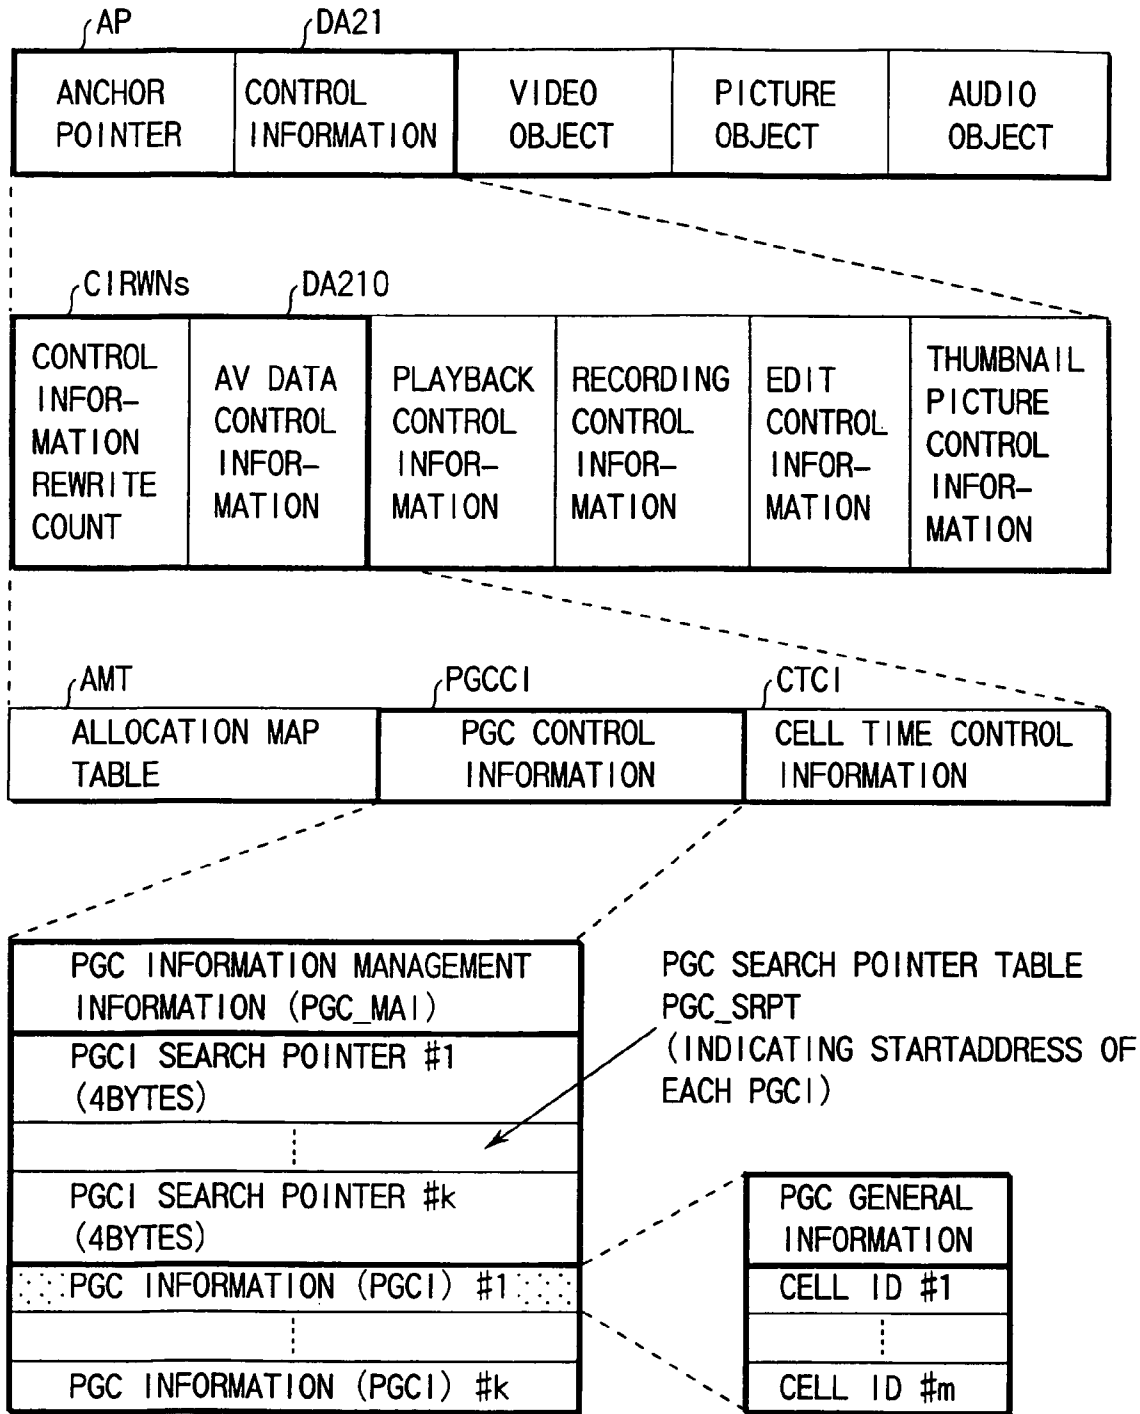 AP
DA21
ANCHOR
POINTER
CONTROL
INFORMATION
VIDEO
OBJECT
PICTURE
OBJECT
AUDIO
OBJECT
CIRWNs
DA210
CONTROL
INFOR-
MATION
REWRITE
COUNT
AV DATA
CONTROL
INFOR-
MATION
PLAYBACK
CONTROL
INFOR-
MATION
RECORDING
CONTROL
INFOR-
MATION
EDIT
CONTROL
INFOR-
MATION
THUMBNAIL
PICTURE
CONTROL
INFOR-
MATION
AMT
PGCCI
CTCI
ALLOCATION MAP
TABLE
PGC CONTROL
INFORMATION
CELL TIME CONTROL
INFORMATION
PGC INFORMATION MANAGEMENT
INFORMATION (PGC_MAI)
PGCI SEARCH POINTER #1
(4BYTES)
PGCI SEARCH POINTER #k
(4BYTES)
PGC INFORMATION (PGCI) #1
PGC INFORMATION (PGCI) #k
PGC SEARCH POINTER TABLE
PGC_SRPT
(INDICATING STARTADDRESS OF
EACH PGCI)
PGC GENERAL
INFORMATION
CELL ID #1
CELL ID #m